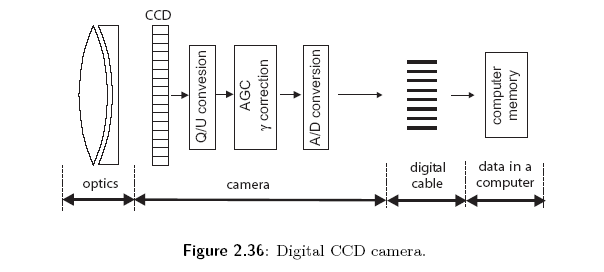 CCD
Q/U convesion
AGC
γ correction
A/D conversion
computer
memory
optics
camera
digital
cable
data in a
computer
Figure 2.36: Digital CCD camera.